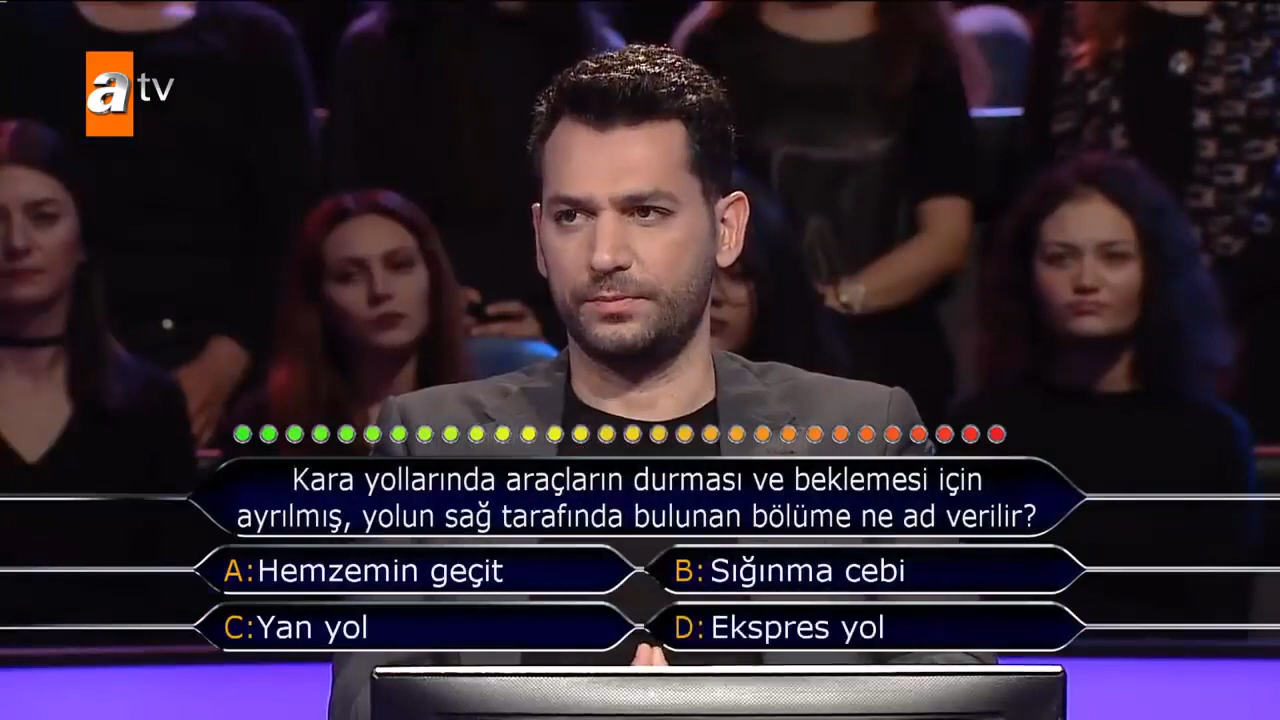 a tv
Kara yollarında araçların durması ve beklemesi için
ayrılmış, yolun sağ tarafında bulunan bölüme ne ad verilir?
A: Hemzemin geçit
B: Sığınma cebi
C: Yan yol
D: Ekspres yol